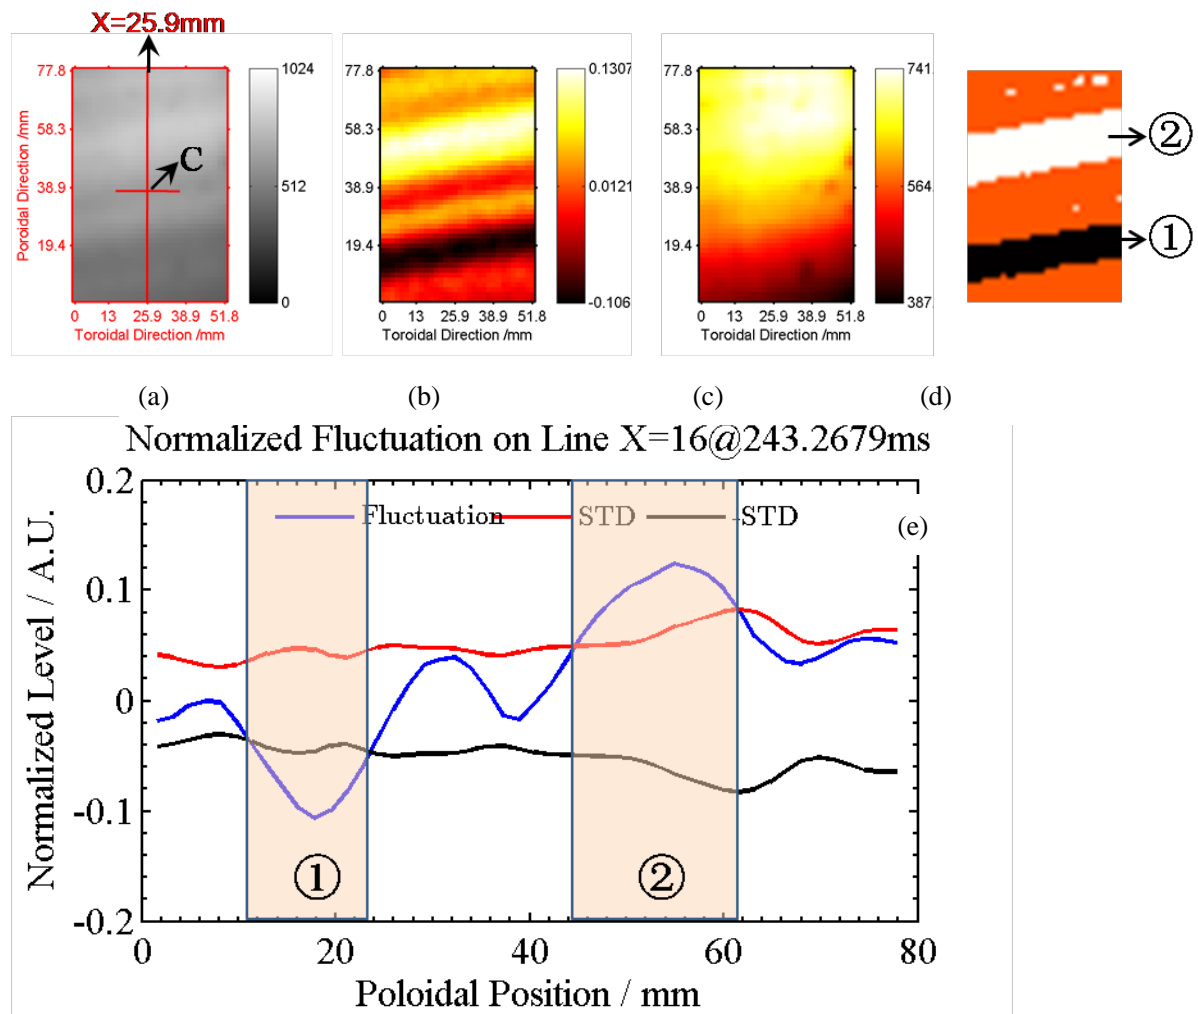 X=25.9mm
77.8
58.3
38.9
19.4
Poroidal Direction /mm
C
0 13 25.9 38.9 51.8
Toroidal Direction /mm
1024
512
0
77.8
58.3
38.9
19.4
0 13 25.9 38.9 51.8
Toroidal Direction /mm
0.1307
0.0121
-0.106
77.8
58.3
38.9
19.4
0 13 25.9 38.9 51.8
Toroidal Direction /mm
741.
564.
387.
②
①
(a) (b) (c) (d)
Normalized Fluctuation on Line X=16@243.2679ms
Fluctuation STD -STD
(e)
Normalized Level / A.U.
0.2
0.1
0
-0.1
-0.2
① ②
0 20 40 60 80
Poloidal Position / mm